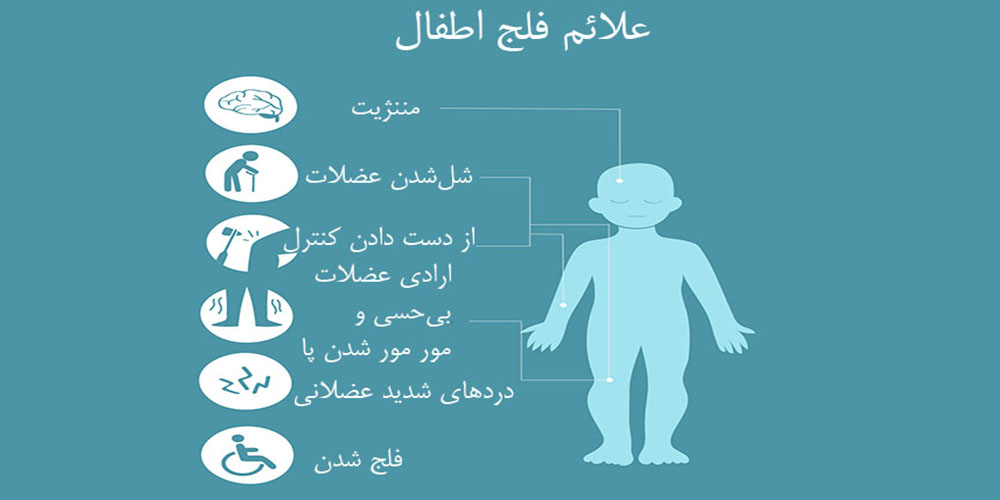 علائم فلج اطفال
مننژیت
شل‌شدن عضلات
از دست دادن کنترل
ارادی عضلات
بی‌حسی و
مور مور شدن پا
دردهای شدید عضلانی
فلج شدن